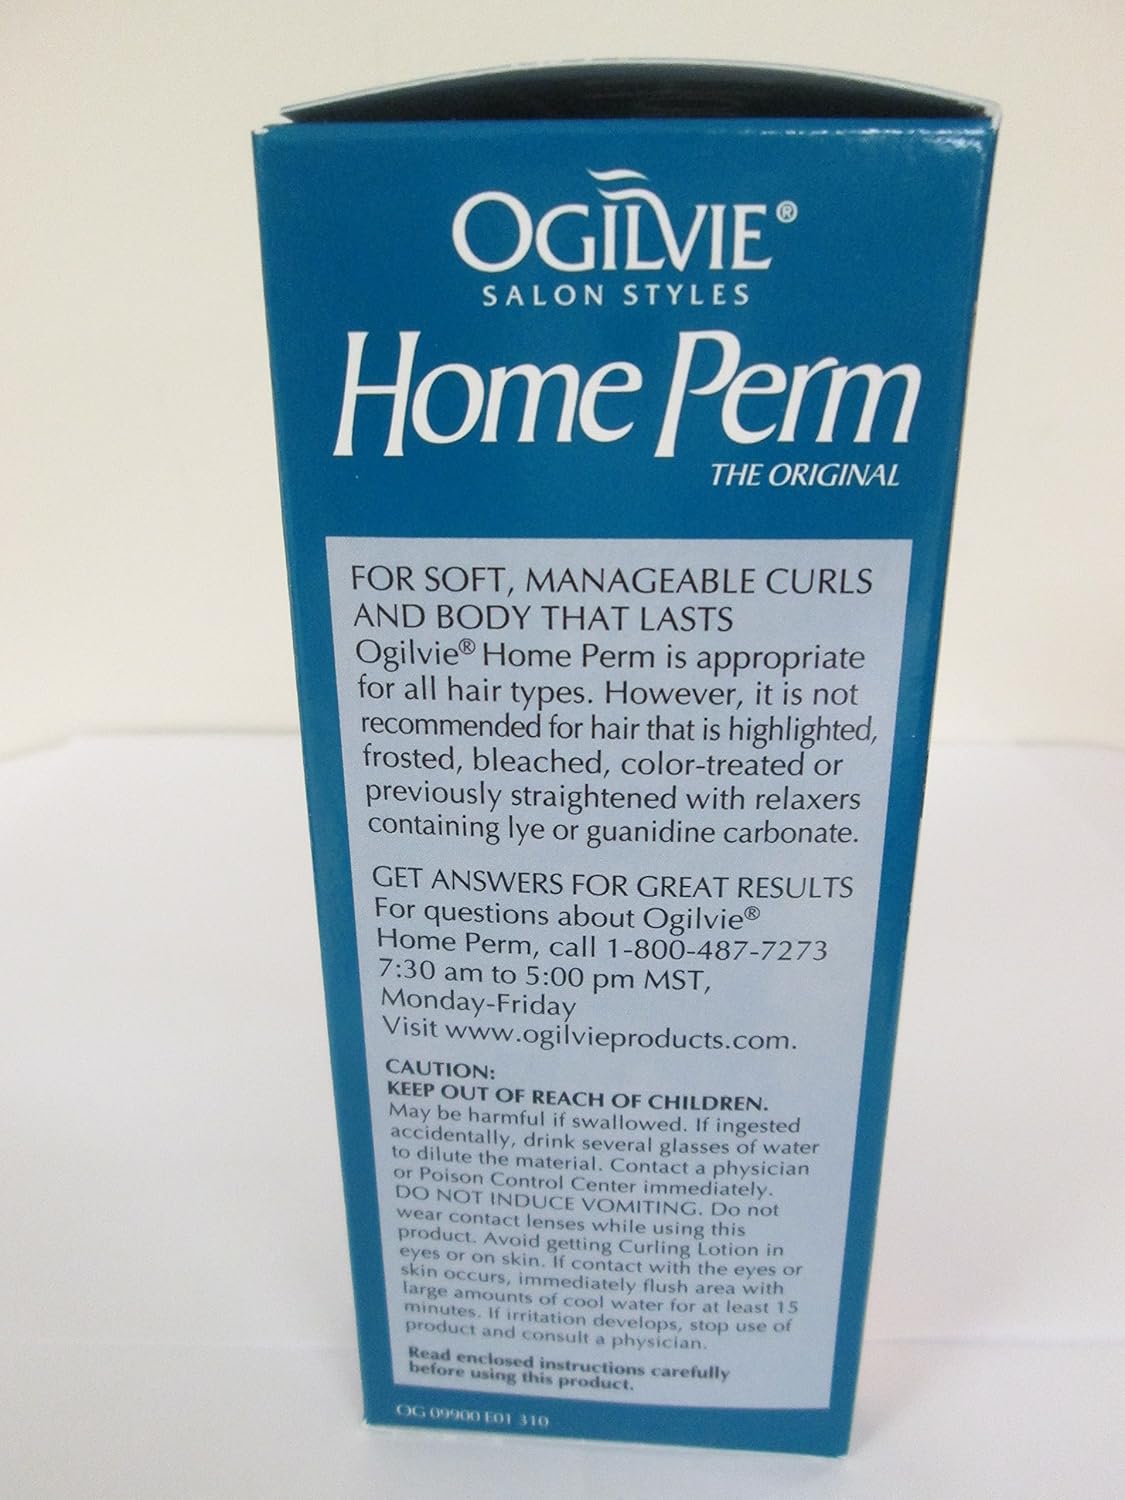 OGILVIE®
SALON STYLES
Home Perm
THE ORIGINAL
FOR SOFT, MANAGEABLE CURLS
AND BODY THAT LASTS
Ogilvie® Home Perm is appropriate
for all hair types. However, it is not
recommended for hair that is highlighted,
frosted, bleached, color-treated or
previously straightened with relaxers
containing lye or guanidine carbonate.
GET ANSWERS FOR GREAT RESULTS
For questions about Ogilvie®
Home Perm, call 1-800-487-7273
7:30 am to 5:00 pm MST,
Monday-Friday
Visit www.ogilvieproducts.com.
CAUTION:
KEEP OUT OF REACH OF CHILDREN.
May be harmful if swallowed. If ingested
accidentally, drink several glasses of water
to dilute the material. Contact a physician
or Poison Control Center immediately.
DO NOT INDUCE VOMITING. Do not
wear contact lenses while using this
product. Avoid getting Curling Lotion in
eyes or on skin. If contact with the eyes or
skin occurs, immediately flush area with
large amounts of cool water for at least 15
minutes. If irritation develops, stop use of
product and consult a physician.
Read enclosed instructions carefully
before using this product.
OG 09900 E01 310